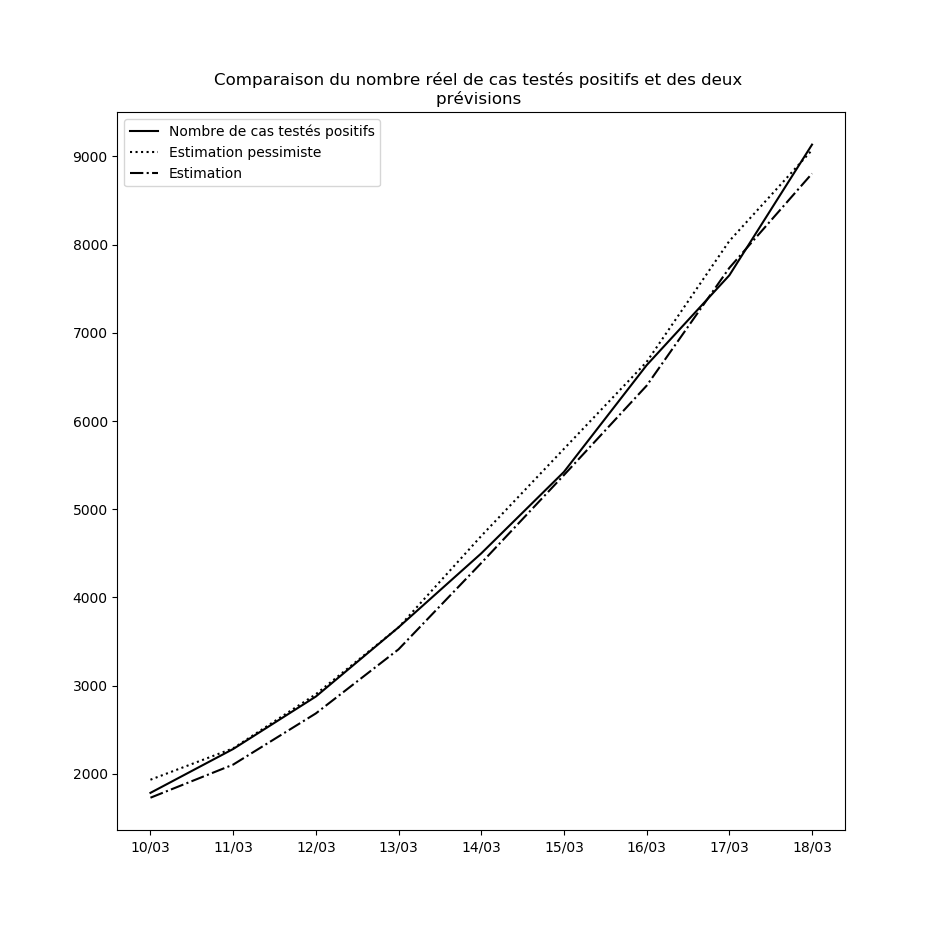 Comparaison du nombre réel de cas testés positifs et des deux
prévisions
Nombre de cas testés positifs
Estimation pessimiste
Estimation
9000
8000
7000
6000
5000
4000
3000
2000
10/03 11/03 12/03 13/03 14/03 15/03 16/03 17/03 18/03